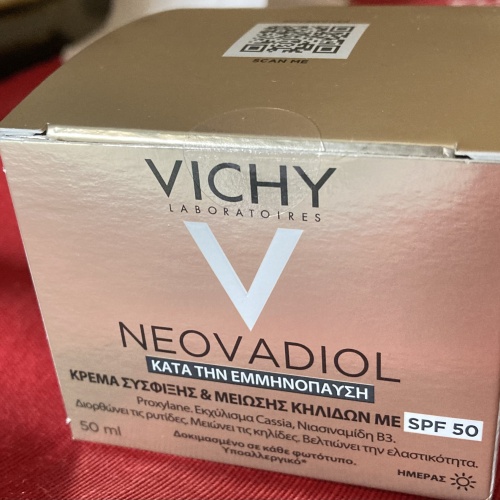 SCAN ME
VICHY
LABORATOIRES
V
NEOVADIOL
ΚΑΤΑ ΤΗΝ ΕΜΜΗΝΟΠΑΥΣΗ
ΚΡΕΜΑ ΣΥΣΦΙΞΗΣ & ΜΕΙΩΣΗΣ ΚΗΛΙΔΩΝ ΜΕ SPF 50
Proxylane, Εκχύλισμα Cassia, Νιασιναμίδη Β3.
Διορθώνει τις ρυτίδες. Μειώνει τις κηλίδες. Βελτιώνει την ελαστικότητα.
50 ml
Δοκιμασμένο σε κάθε φωτότυπο.
Υποαλλεργικό*
ΗΜΕΡΑΣ